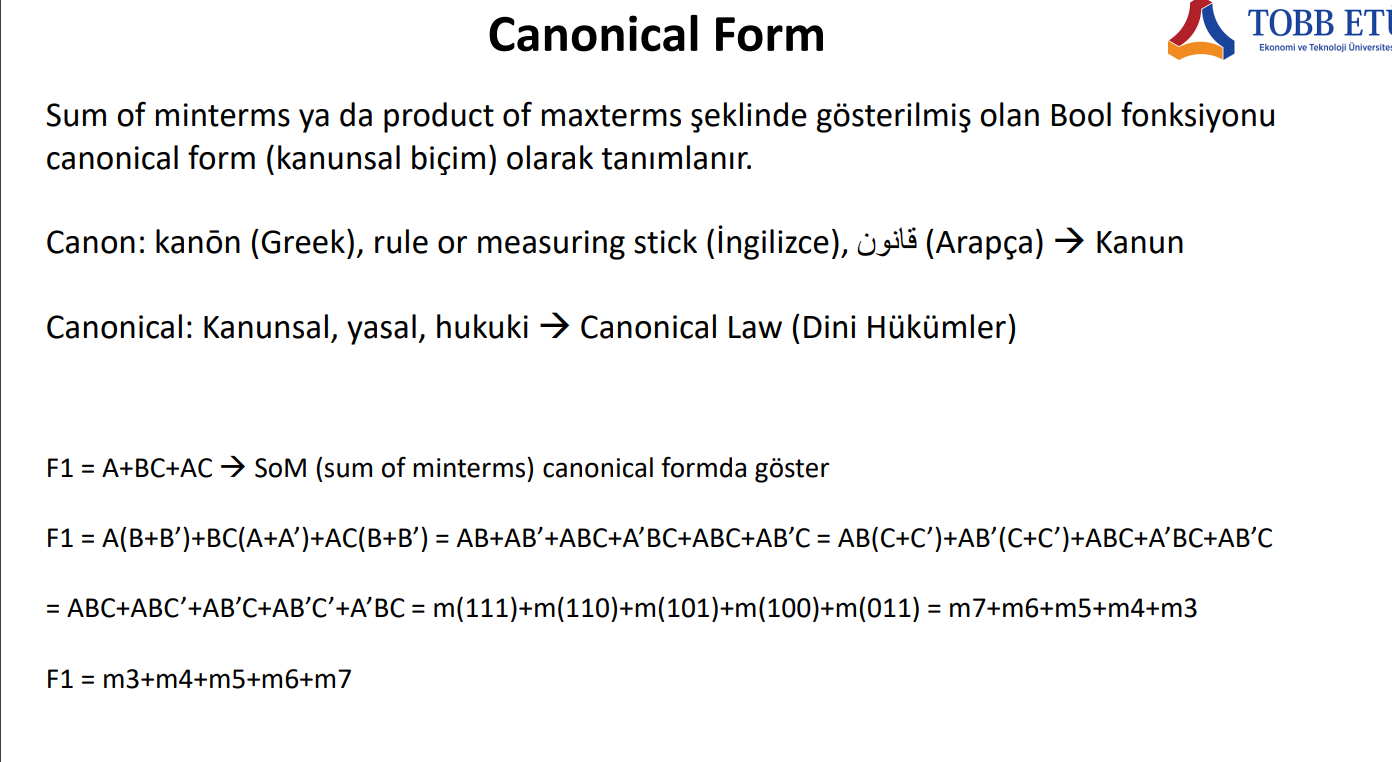 Canonical Form
TOBB ETÜ
Ekonomi ve Teknoloji Üniversitesi
Sum of minterms ya da product of maxterms şeklinde gösterilmiş olan Bool fonksiyonu
canonical form (kanunsal biçim) olarak tanımlanır.
Canon: kanōn (Greek), rule or measuring stick (İngilizce), قانون (Arapça) → Kanun
Canonical: Kanunsal, yasal, hukuki → Canonical Law (Dini Hükümler)
F1 = A+BC+AC → SoM (sum of minterms) canonical formda göster
F1 = A(B+B’)+BC(A+A’)+AC(B+B’) = AB+AB’+ABC+A’BC+ABC+AB’C = AB(C+C’)+AB’(C+C’)+ABC+A’BC+AB’C
= ABC+ABC’+AB’C+AB’C’+A’BC = m(111)+m(110)+m(101)+m(100)+m(011) = m7+m6+m5+m4+m3
F1 = m3+m4+m5+m6+m7